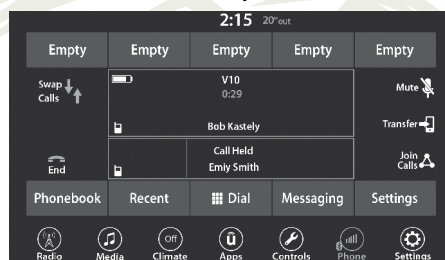 2:15 20°out
Empty Empty Empty Empty Empty
Swap Calls
V10
0:29
Bob Kastely
Mute
Transfer
Call Held
Emiy Smith
End
Join Calls
Phonebook Recent Dial Messaging Settings
Off
û
Radio Media Climate Apps Controls Phone Settings